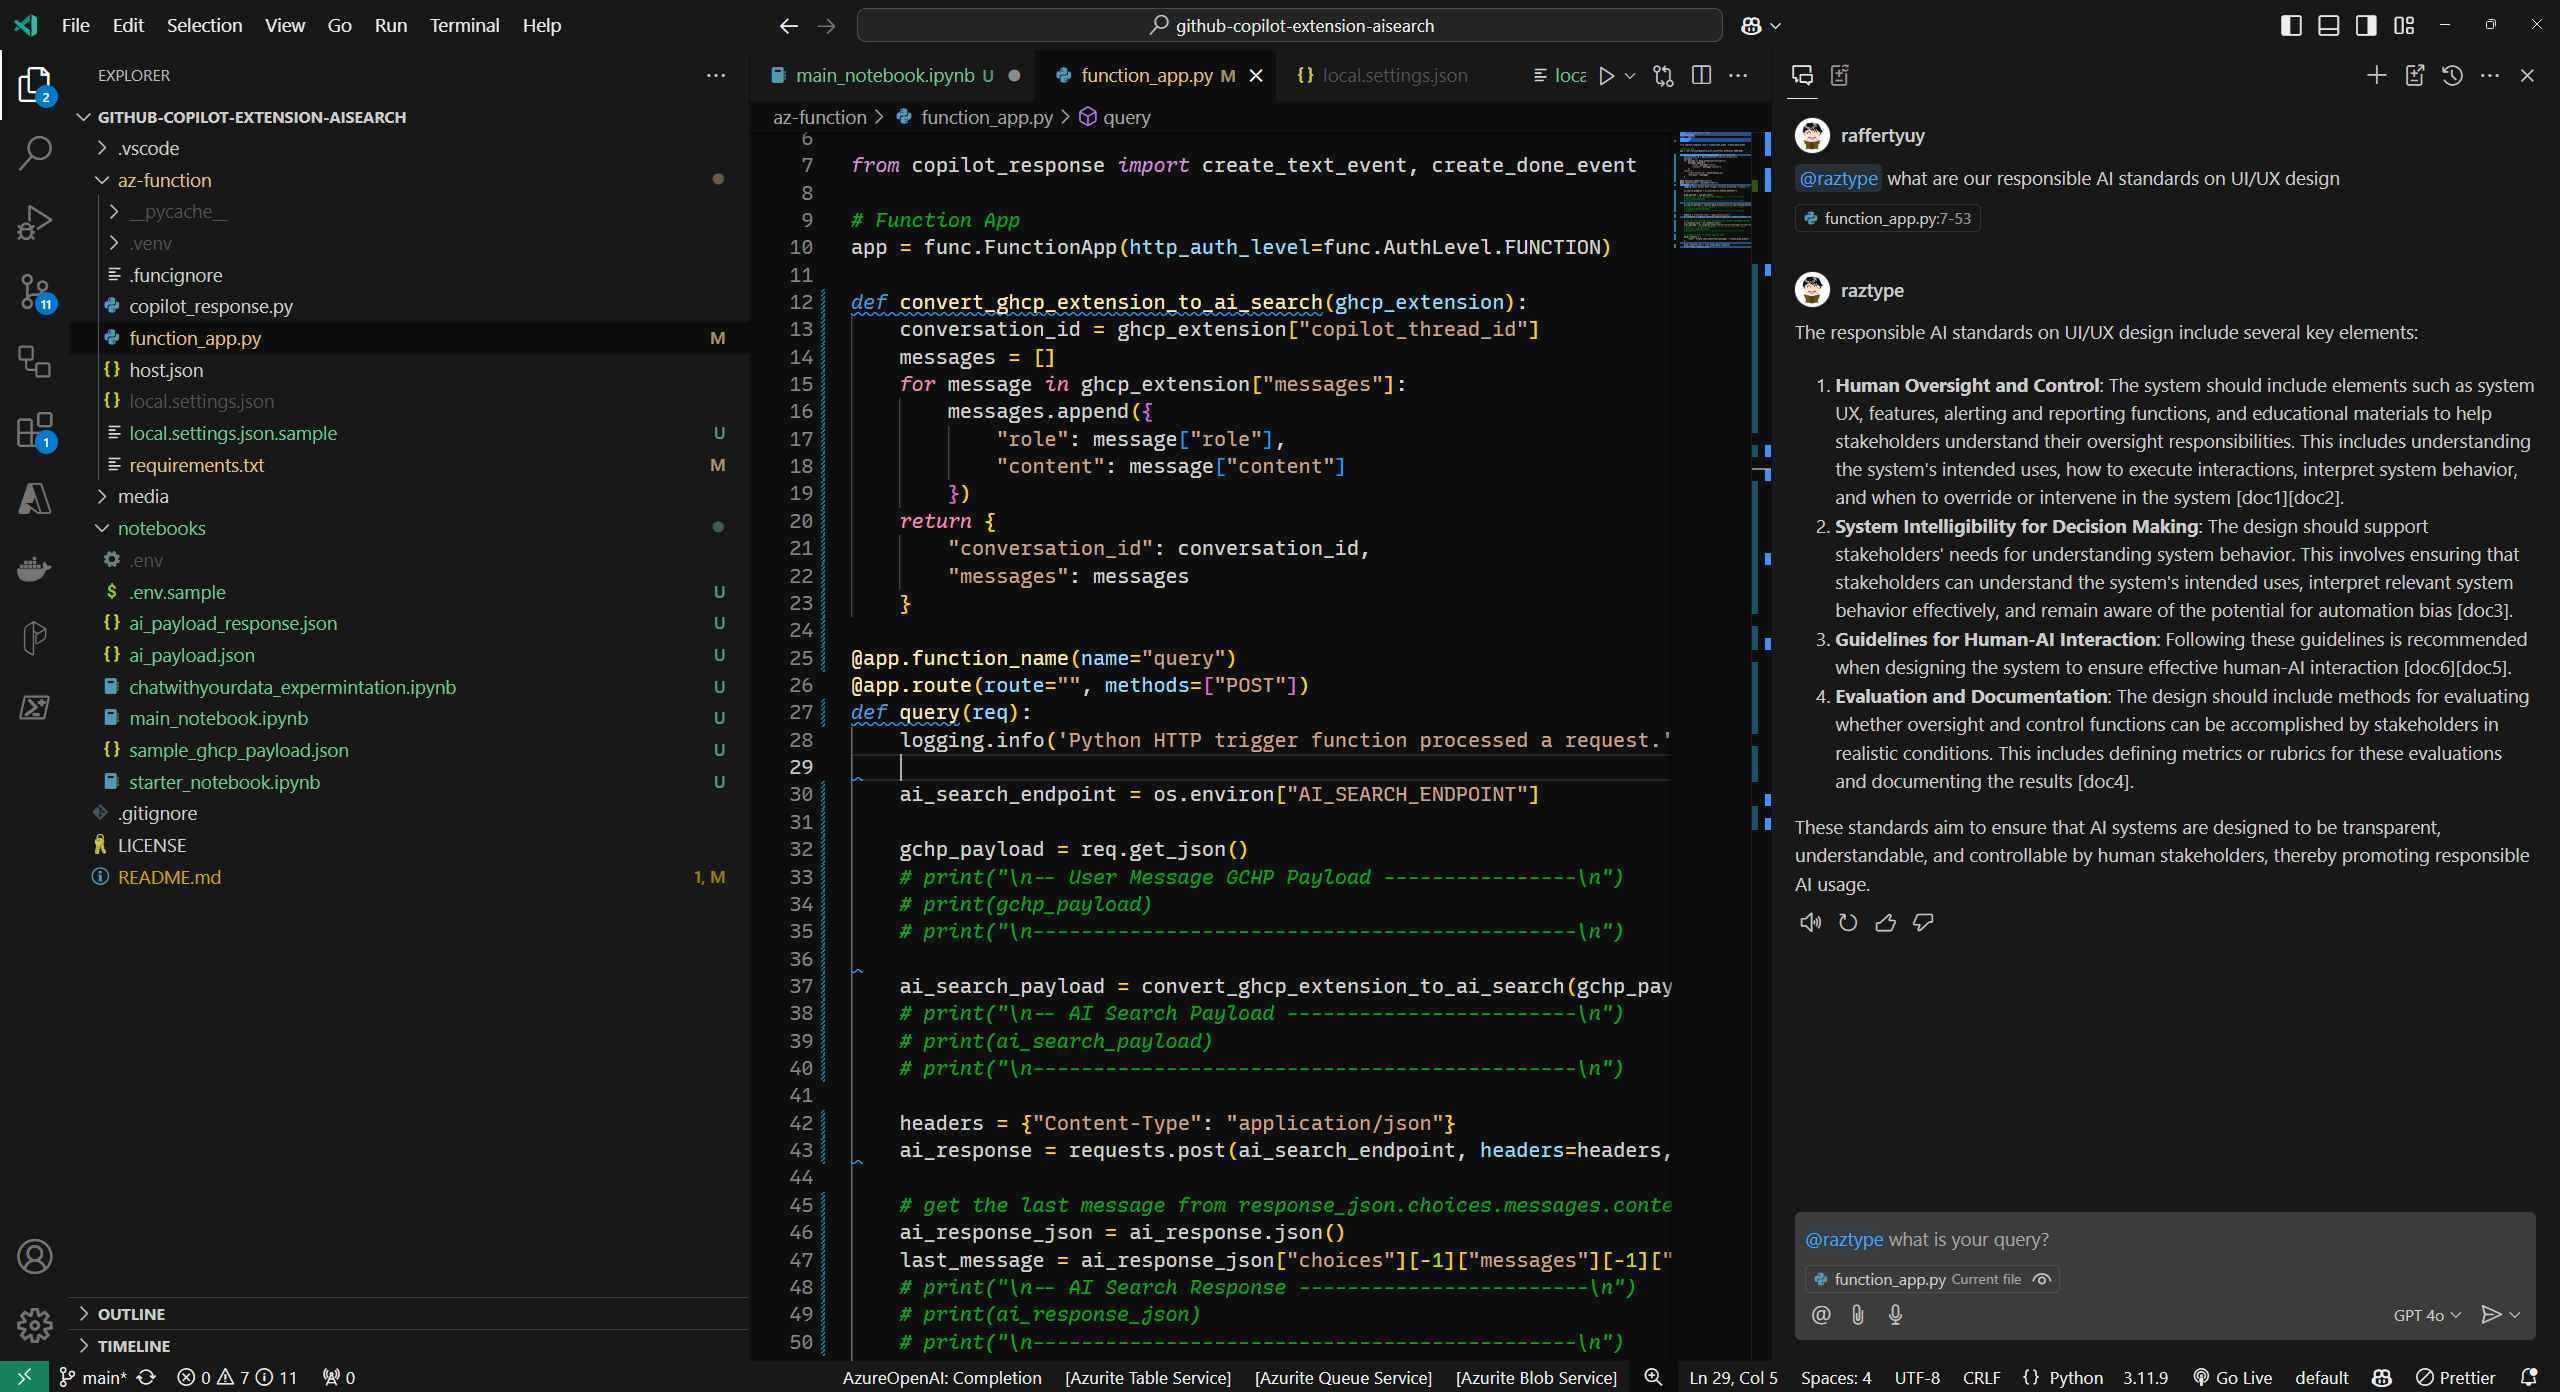 File Edit Selection View Go Run Terminal Help
github-copilot-extension-aisearch
EXPLORER
GITHUB-COPILOT-EXTENSION-AISEARCH
.vscode
az-function
__pycache__
.venv
.funcignore
copilot_response.py
function_app.py M
host.json
local.settings.json
local.settings.json.sample U
requirements.txt M
media
notebooks
.env
.env.sample U
ai_payload_response.json U
ai_payload.json U
chatwithyourdata_expermintation.ipynb U
main_notebook.ipynb U
sample_ghcp_payload.json U
starter_notebook.ipynb U
.gitignore
LICENSE
README.md 1, M
OUTLINE
TIMELINE
2
11
1
main_notebook.ipynb U
function_app.py M
local.settings.json
loca
az-function > function_app.py > query
6
7 from copilot_response import create_text_event, create_done_event
8
9 # Function App
10 app = func.FunctionApp(http_auth_level=func.AuthLevel.FUNCTION)
11
12 def convert_ghcp_extension_to_ai_search(ghcp_extension):
13 conversation_id = ghcp_extension["copilot_thread_id"]
14 messages = []
15 for message in ghcp_extension["messages"]:
16 messages.append({
17 "role": message["role"],
18 "content": message["content"]
19 })
20 return {
21 "conversation_id": conversation_id,
22 "messages": messages
23 }
24
25 @app.function_name(name="query")
26 @app.route(route="", methods=["POST"])
27 def query(req):
28 logging.info('Python HTTP trigger function processed a request.'
29
30 ai_search_endpoint = os.environ["AI_SEARCH_ENDPOINT"]
31
32 gchp_payload = req.get_json()
33 # print("\n-- User Message GCHP Payload ----------------\n")
34 # print(gchp_payload)
35 # print("\n---------------------------------------------\n")
36
37 ai_search_payload = convert_ghcp_extension_to_ai_search(gchp_pay
38 # print("\n-- AI Search Payload ------------------------\n")
39 # print(ai_search_payload)
40 # print("\n---------------------------------------------\n")
41
42 headers = {"Content-Type": "application/json"}
43 ai_response = requests.post(ai_search_endpoint, headers=headers,
44
45 # get the last message from response_json.choices.messages.conte
46 ai_response_json = ai_response.json()
47 last_message = ai_response_json["choices"][-1]["messages"][-1]["
48 # print("\n-- AI Search Response ------------------------\n")
49 # print(ai_response_json)
50 # print("\n---------------------------------------------\n")
raffertyuy
@raztype what are our responsible AI standards on UI/UX design
function_app.py:7-53
raztype
The responsible AI standards on UI/UX design include several key elements:
1. Human Oversight and Control: The system should include elements such as system
UX, features, alerting and reporting functions, and educational materials to help
stakeholders understand their oversight responsibilities. This includes understanding
the system's intended uses, how to execute interactions, interpret system behavior,
and when to override or intervene in the system [doc1][doc2].
2. System Intelligibility for Decision Making: The design should support
stakeholders' needs for understanding system behavior. This involves ensuring that
stakeholders can understand the system's intended uses, interpret relevant system
behavior effectively, and remain aware of the potential for automation bias [doc3].
3. Guidelines for Human-AI Interaction: Following these guidelines is recommended
when designing the system to ensure effective human-AI interaction [doc6][doc5].
4. Evaluation and Documentation: The design should include methods for evaluating
whether oversight and control functions can be accomplished by stakeholders in
realistic conditions. This includes defining metrics or rubrics for these evaluations
and documenting the results [doc4].
These standards aim to ensure that AI systems are designed to be transparent,
understandable, and controllable by human stakeholders, thereby promoting responsible
AI usage.
@raztype what is your query?
function_app.py Current file
GPT 4o
main* 0 7 11 0
AzureOpenAI: Completion [Azurite Table Service] [Azurite Queue Service] [Azurite Blob Service] Ln 29, Col 5 Spaces: 4 UTF-8 CRLF {} Python 3.11.9 Go Live default Prettier